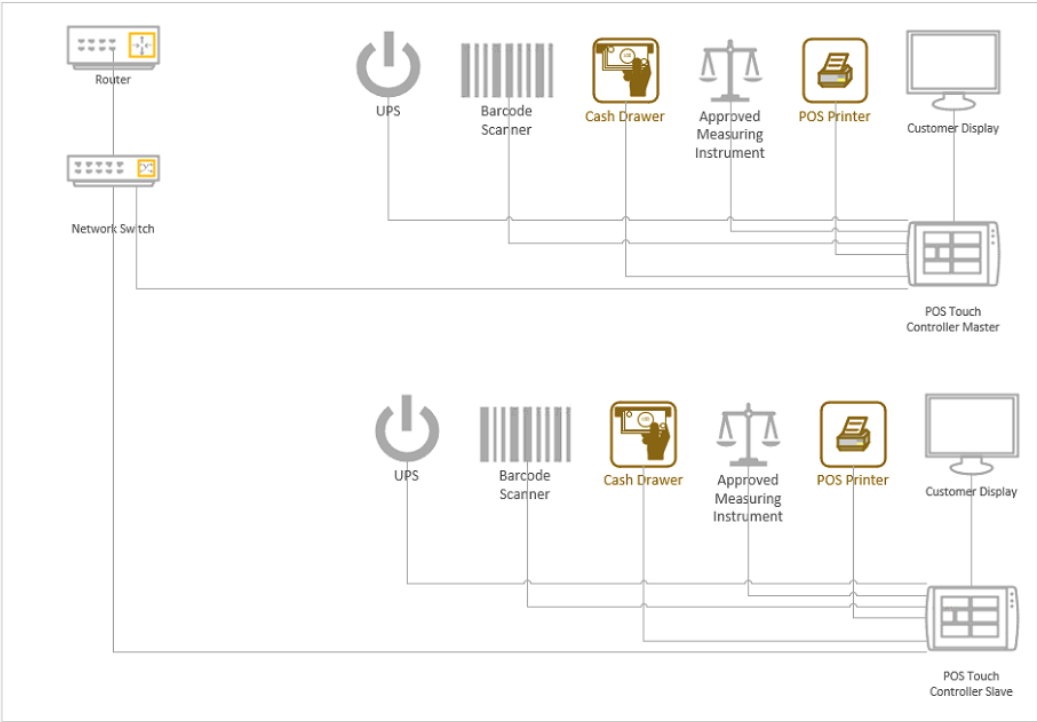 Router
Network Switch
UPS
Barcode
Scanner
Cash Drawer
Approved
Measuring
Instrument
POS Printer
Customer Display
POS Touch
Controller Master
UPS
Barcode
Scanner
Cash Drawer
Approved
Measuring
Instrument
POS Printer
Customer Display
POS Touch
Controller Slave